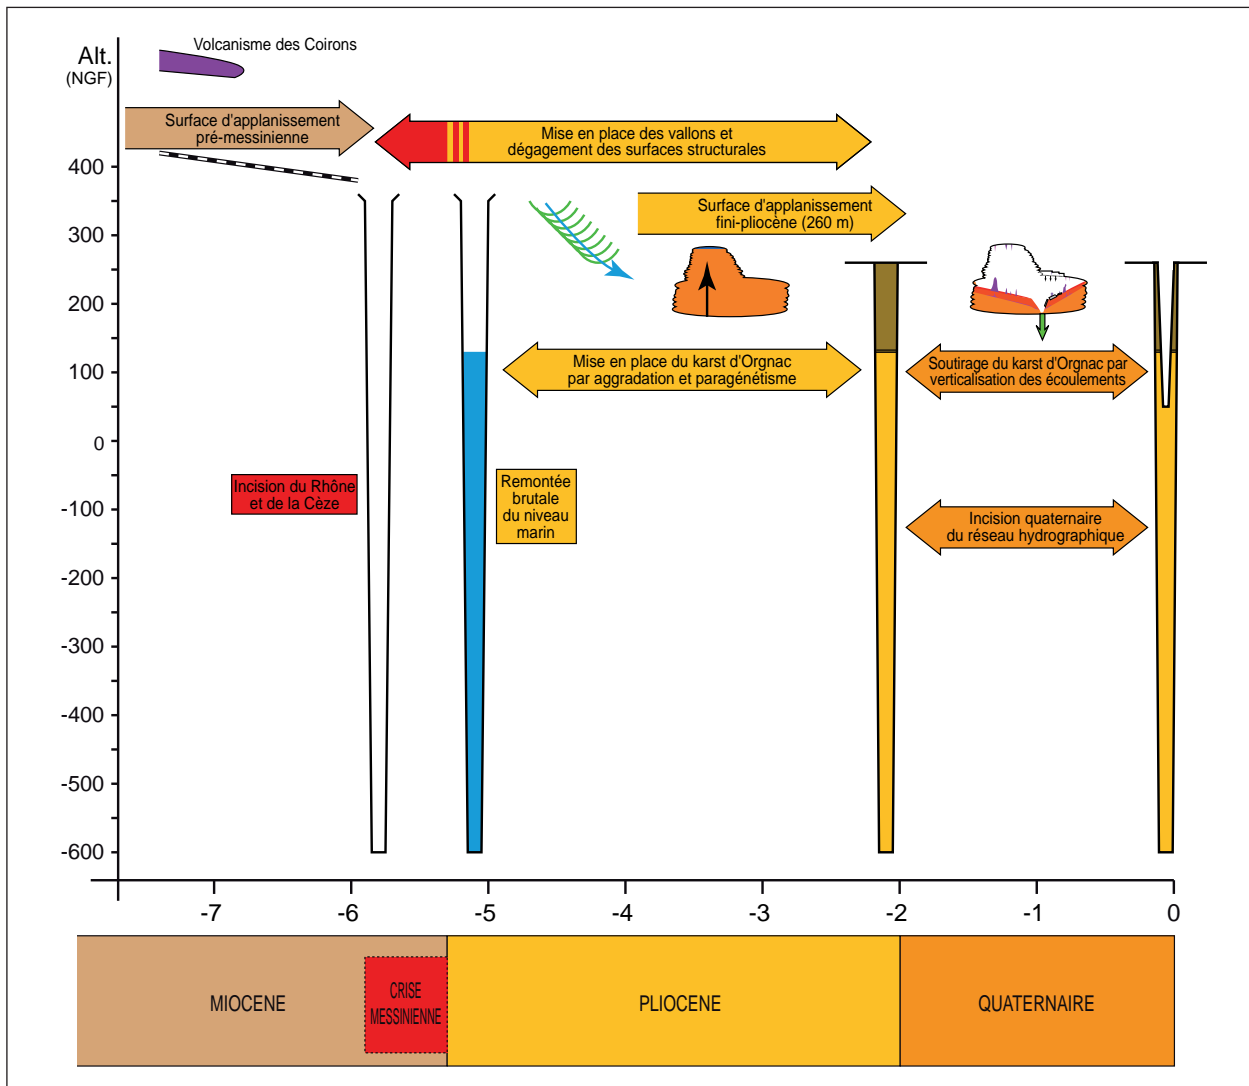 Alt.
(NGF)
Volcanisme des Coirons
Surface d'applanissement
pré-messinienne
Mise en place des vallons et
dégagement des surfaces structurales
Surface d'applanissement
fini-pliocène (260 m)
Mise en place du karst d'Orgnac
par aggradation et paragénétisme
Soutirage du karst d'Orgnac par
verticalisation des écoulements
Incision du Rhône
et de la Cèze
Remontée
brutale
du niveau
marin
Incision quaternaire
du réseau hydrographique
400
300
200
100
0
-100
-200
-300
-400
-500
-600
-7
-6
-5
-4
-3
-2
-1
0
MIOCENE
CRISE
MESSINIENNE
PLIOCENE
QUATERNAIRE